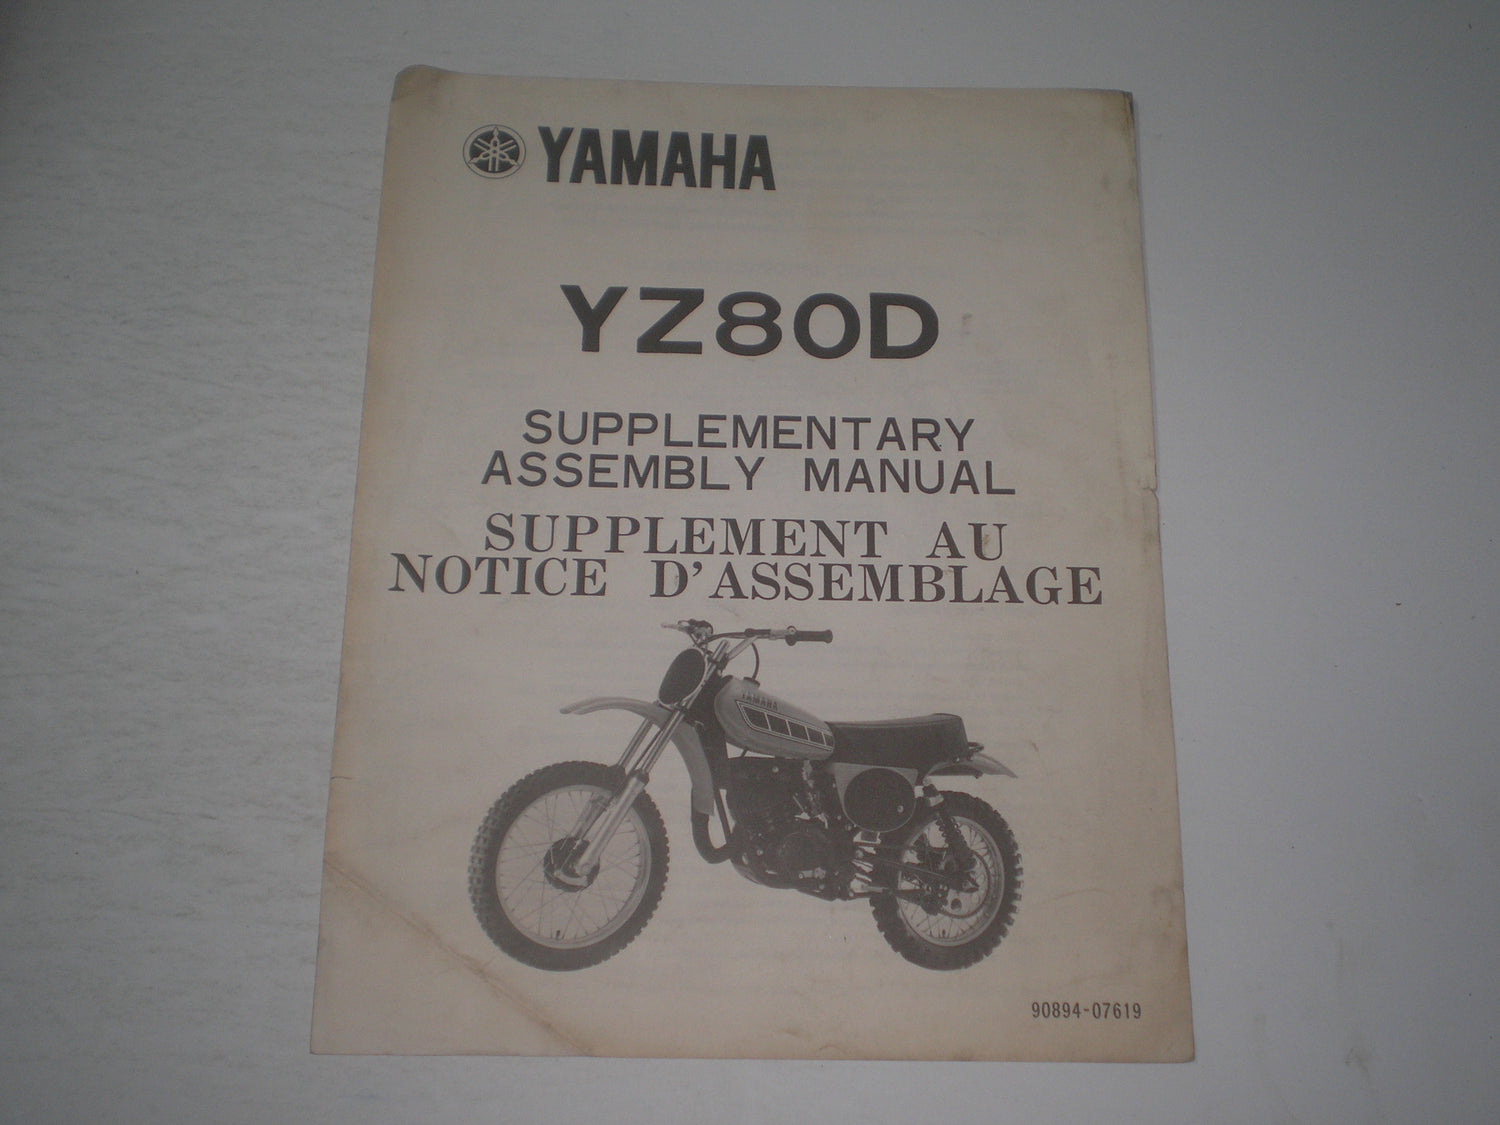 YAMAHA
YZ80D
SUPPLEMENTARY
ASSEMBLY MANUAL
SUPPLEMENT AU
NOTICE D'ASSEMBLAGE
YAMAHA
90894-07619